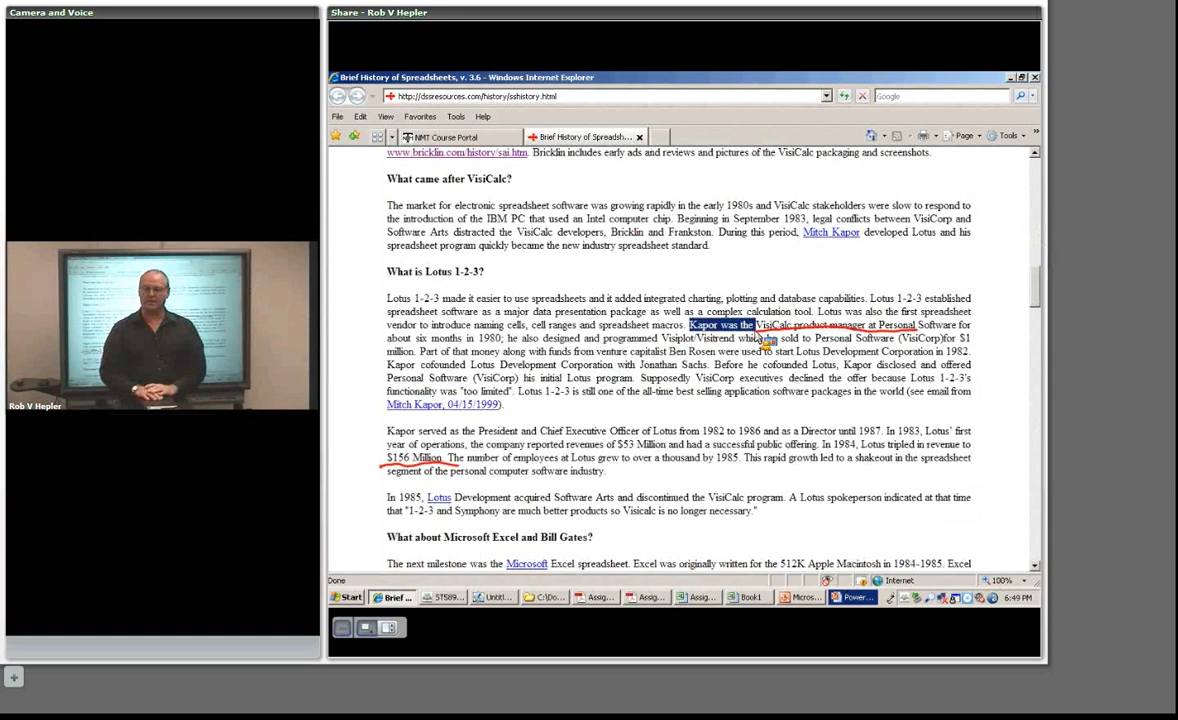 Camera and Voice
Share - Rob V Hepler
Brief History of Spreadsheets, v. 3.6 - Windows Internet Explorer
http://dssresources.com/history/sshistory.html
Google
File Edit View Favorites Tools Help
NMT Course Portal
Brief History of Spreadsh...
Page
Tools
www.bricklin.com/history/sai.htm. Bricklin includes early ads and reviews and pictures of the VisiCalc packaging and screenshots.
What came after VisiCalc?
The market for electronic spreadsheet software was growing rapidly in the early 1980s and VisiCalc stakeholders were slow to respond to
the introduction of the IBM PC that used an Intel computer chip. Beginning in September 1983, legal conflicts between VisiCorp and
Software Arts distracted the VisiCalc developers, Bricklin and Frankston. During this period, Mitch Kapor developed Lotus and his
spreadsheet program quickly became the new industry spreadsheet standard.
What is Lotus 1-2-3?
Lotus 1-2-3 made it easier to use spreadsheets and it added integrated charting, plotting and database capabilities. Lotus 1-2-3 established
spreadsheet software as a major data presentation package as well as a complex calculation tool. Lotus was also the first spreadsheet
vendor to introduce naming cells, cell ranges and spreadsheet macros. Kapor was the VisiCalc product manager at Personal Software for
about six months in 1980; he also designed and programmed Visiplot/Visitrend which he sold to Personal Software (VisiCorp)for $1
million. Part of that money along with funds from venture capitalist Ben Rosen were used to start Lotus Development Corporation in 1982.
Kapor cofounded Lotus Development Corporation with Jonathan Sachs. Before he cofounded Lotus, Kapor disclosed and offered
Personal Software (VisiCorp) his initial Lotus program. Supposedly VisiCorp executives declined the offer because Lotus 1-2-3's
functionality was "too limited". Lotus 1-2-3 is still one of the all-time best selling application software packages in the world (see email from
Mitch Kapor, 04/15/1999).
Kapor served as the President and Chief Executive Officer of Lotus from 1982 to 1986 and as a Director until 1987. In 1983, Lotus' first
year of operations, the company reported revenues of $53 Million and had a successful public offering. In 1984, Lotus tripled in revenue to
$156 Million. The number of employees at Lotus grew to over a thousand by 1985. This rapid growth led to a shakeout in the spreadsheet
segment of the personal computer software industry.
In 1985, Lotus Development acquired Software Arts and discontinued the VisiCalc program. A Lotus spokeperson indicated at that time
that "1-2-3 and Symphony are much better products so Visicalc is no longer necessary."
What about Microsoft Excel and Bill Gates?
The next milestone was the Microsoft Excel spreadsheet. Excel was originally written for the 512K Apple Macintosh in 1984-1985. Excel
Rob V Hepler
Done
Internet
100%
Start
Brief ...
STS89...
Untitl...
C:\Do...
Assig...
Assig...
Assig...
Book1
Micros...
Power...
6:49 PM